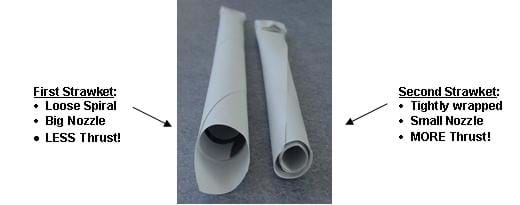 First Strawket:
◆ Loose Spiral
◆ Big Nozzle
● LESS Thrust!
Second Strawket:
◆ Tightly wrapped
◆ Small Nozzle
◆ MORE Thrust!